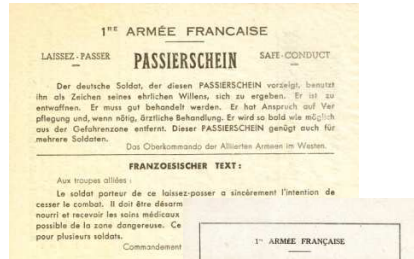 1RE ARMÉE FRANCAISE
LAISSEZ-PASSER PASSIERSCHEIN SAFE-CONDUCT
Der deutsche Soldat, der diesen PASSIERSCHEIN vorzeigt, benutzt
ihn als Zeichen seines ehrlichen Willens, sich zu ergeben. Er ist zu
entwaffnen. Er muss gut behandelt werden. Er hat Anspruch auf Ver
pflegung und, wenn nötig, ärztliche Behandlung. Er wird so bald wie möglich
aus der Gefahrenzone entfernt. Dieser PASSIERSCHEIN genügt auch für
mehrere Soldaten.
Das Oberkommando der Alliierten Armeen im Westen.
FRANZOESISCHER TEXT :
Aux troupes alliées :
Le soldat porteur de ce laissez-passer a sincèrement l'intention de
cesser le combat. Il doit être désarm
nourri et recevoir les soins médicaux
possible de la zone dangereuse. Ce
pour plusieurs soldats.
Commandement
1re ARMÉE FRANÇAISE